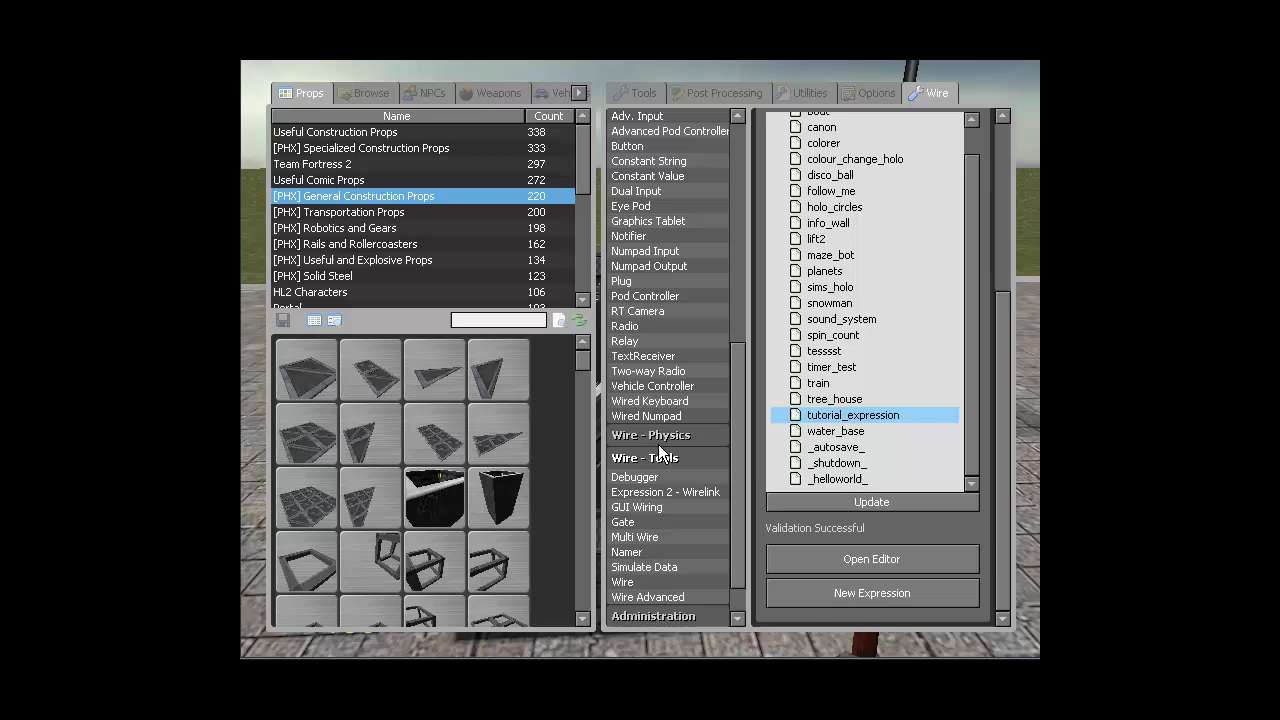 Props
Browse
NPCs
Weapons
Veh
Name
Count
Useful Construction Props 338
[PHX] Specialized Construction Props 333
Team Fortress 2 297
Useful Comic Props 272
[PHX] General Construction Props 220
[PHX] Transportation Props 200
[PHX] Robotics and Gears 198
[PHX] Rails and Rollercoasters 162
[PHX] Useful and Explosive Props 134
[PHX] Solid Steel 123
HL2 Characters 106
Tools
Post Processing
Utilities
Options
Wire
Adv. Input
Advanced Pod Controller
Button
Constant String
Constant Value
Dual Input
Eye Pod
Graphics Tablet
Notifier
Numpad Input
Numpad Output
Plug
Pod Controller
RT Camera
Radio
Relay
TextReceiver
Two-way Radio
Vehicle Controller
Wired Keyboard
Wired Numpad
Wire - Physics
Wire - Tools
Debugger
Expression 2 - Wirelink
GUI Wiring
Gate
Multi Wire
Namer
Simulate Data
Wire
Wire Advanced
Administration
canon
colorer
colour_change_holo
disco_ball
follow_me
holo_circles
info_wall
lift2
maze_bot
planets
sims_holo
snowman
sound_system
spin_count
tesssst
timer_test
train
tree_house
tutorial_expression
water_base
_autosave_
_shutdown_
_helloworld_
Update
Validation Successful
Open Editor
New Expression